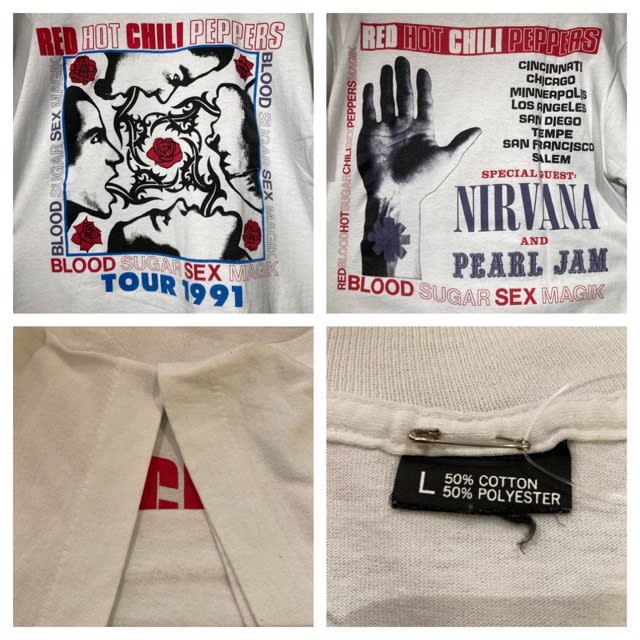 RED HOT CHILI PEPPERS
BLOOD SUGAR SEX MAGIK
BLOOD SUGAR SEX MAGIK
BLOOD SUGAR SEX MAGIK
TOUR 1991
RED HOT CHILI PEPPERS
RED BLOOD HOT SUGAR CHILI SEX PEPPERS MAGIK
CINCINNATI
CHICAGO
MINNEAPOLIS
LOS ANGELES
SAN DIEGO
TEMPE
SAN FRANCISCO
SALEM
SPECIAL GUEST:
NIRVANA
AND
PEARL JAM
BLOOD SUGAR SEX MAGIK
L
50% COTTON
50% POLYESTER